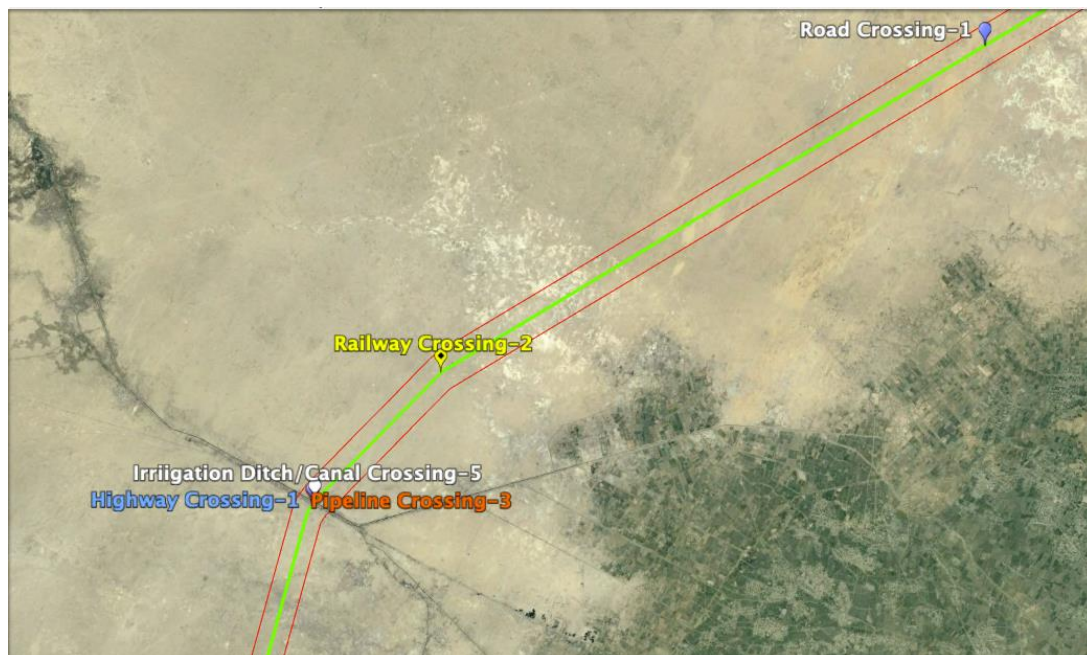 Road Crossing-1
Railway Crossing-2
Irriigation Ditch/Canal Crossing-5
Highway Crossing-1 Pipeline Crossing-3